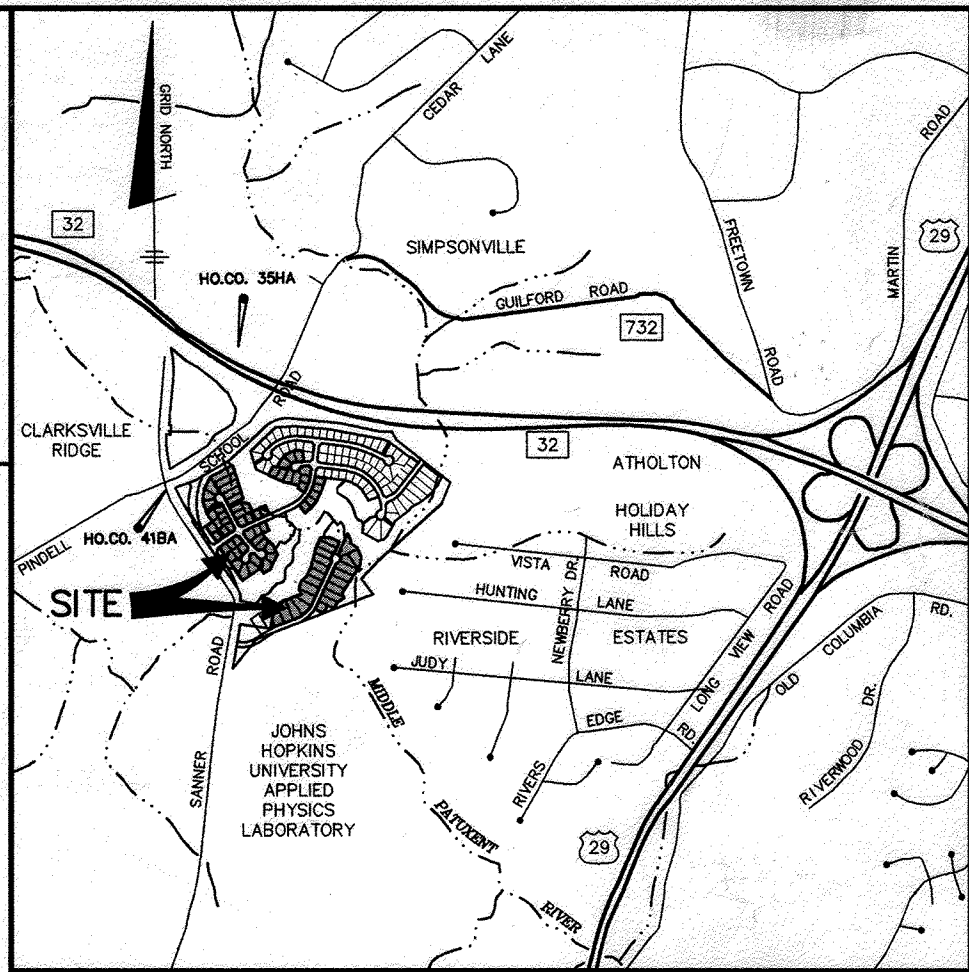 CEDAR LANE
GRID NORTH
32
SIMPSONVILLE
HO.CO. 35HA
GUILFORD ROAD
732
FREETOWN
ROAD
MARTIN
ROAD
29
CLARKSVILLE
RIDGE
SCHOOL
ROAD
32
ATHOLTON
HOLIDAY
HILLS
PINDELL
HO.CO. 41BA
SITE
VISTA ROAD
HUNTING LANE
NEWBERRY DR.
RIVERSIDE ESTATES
JUDY LANE
LONG VIEW ROAD
OLD COLUMBIA RD.
EDGE RD.
RIVERS
RIVERWOOD DR.
SANNER
ROAD
JOHNS
HOPKINS
UNIVERSITY
APPLIED
PHYSICS
LABORATORY
MIDDLE
PATUXENT
RIVER
29